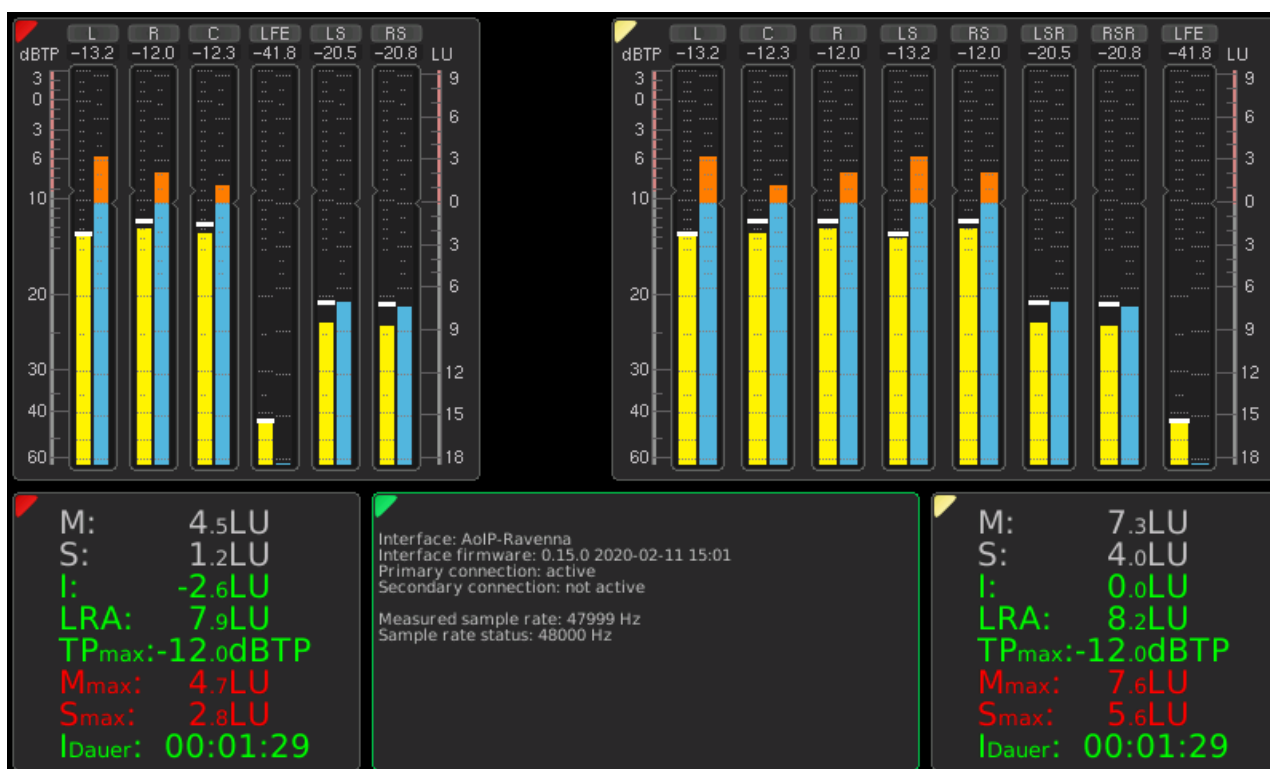 L R C LFE LS RS
dBTP -13.2 -12.0 -12.3 -41.8 -20.5 -20.8 LU
3 9
0
6
3
6 3
10 0
3
20 6
9
30 12
40 15
60 18
L C R LS RS LSR RSR LFE
dBTP -13.2 -12.3 -12.0 -13.2 -12.0 -20.5 -20.8 -41.8 LU
3 9
0
6
3
6 3
10 0
3
20 6
9
30 12
40 15
60 18
M: 4.5LU
S: 1.2LU
I: -2.6LU
LRA: 7.9LU
TPmax:-12.0dBTP
Mmax: 4.7LU
Smax: 2.8LU
IDauer: 00:01:29
Interface: AoIP-Ravenna
Interface firmware: 0.15.0 2020-02-11 15:01
Primary connection: active
Secondary connection: not active
Measured sample rate: 47999 Hz
Sample rate status: 48000 Hz
M: 7.3LU
S: 4.0LU
I: 0.0LU
LRA: 8.2LU
TPmax:-12.0dBTP
Mmax: 7.6LU
Smax: 5.6LU
IDauer: 00:01:29